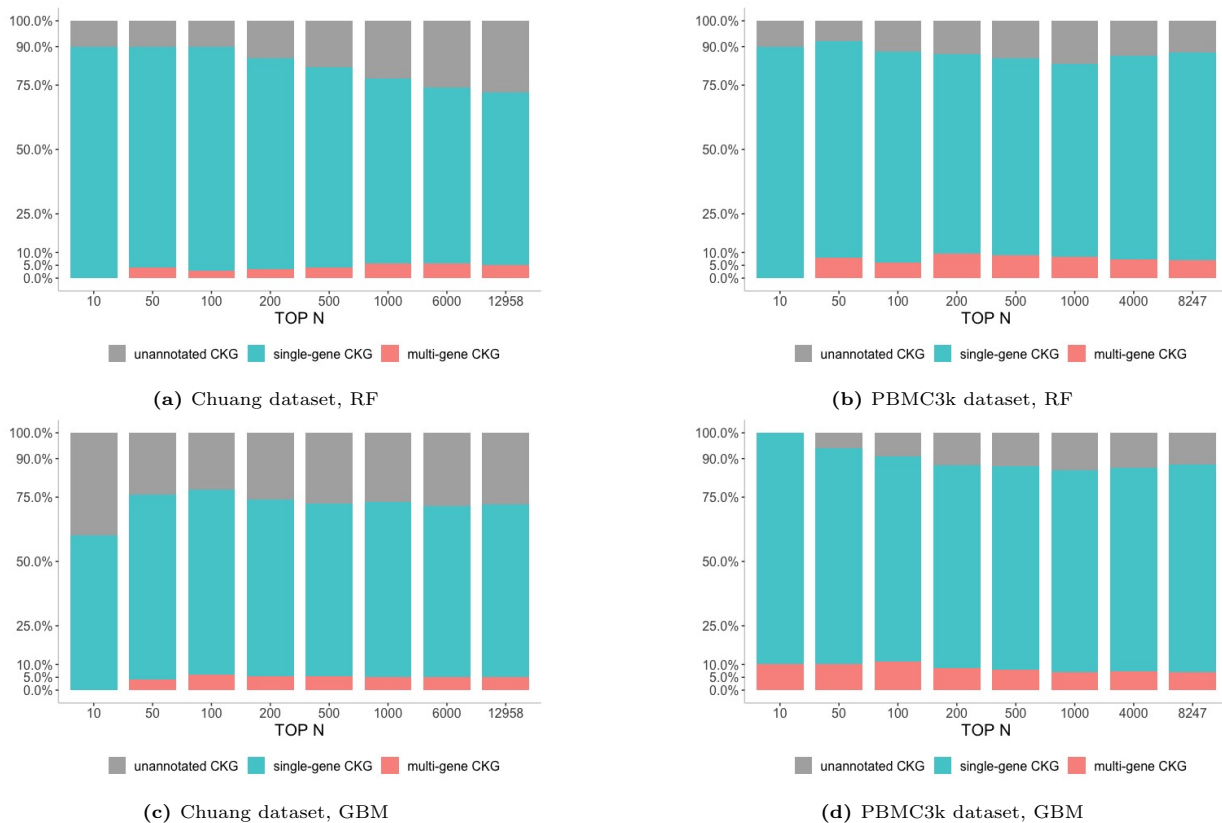 100.0%
90.0%
75.0%
50.0%
25.0%
10.0%
5.0%
0.0%
10 50 100 200 500 1000 6000 12958
TOP N
unannotated CKG single-gene CKG multi-gene CKG
(a) Chuang dataset, RF
100.0%
90.0%
75.0%
50.0%
25.0%
10.0%
5.0%
0.0%
10 50 100 200 500 1000 4000 8247
TOP N
unannotated CKG single-gene CKG multi-gene CKG
(b) PBMC3k dataset, RF
100.0%
90.0%
75.0%
50.0%
25.0%
10.0%
5.0%
0.0%
10 50 100 200 500 1000 6000 12958
TOP N
unannotated CKG single-gene CKG multi-gene CKG
(c) Chuang dataset, GBM
100.0%
90.0%
75.0%
50.0%
25.0%
10.0%
5.0%
0.0%
10 50 100 200 500 1000 4000 8247
TOP N
unannotated CKG single-gene CKG multi-gene CKG
(d) PBMC3k dataset, GBM